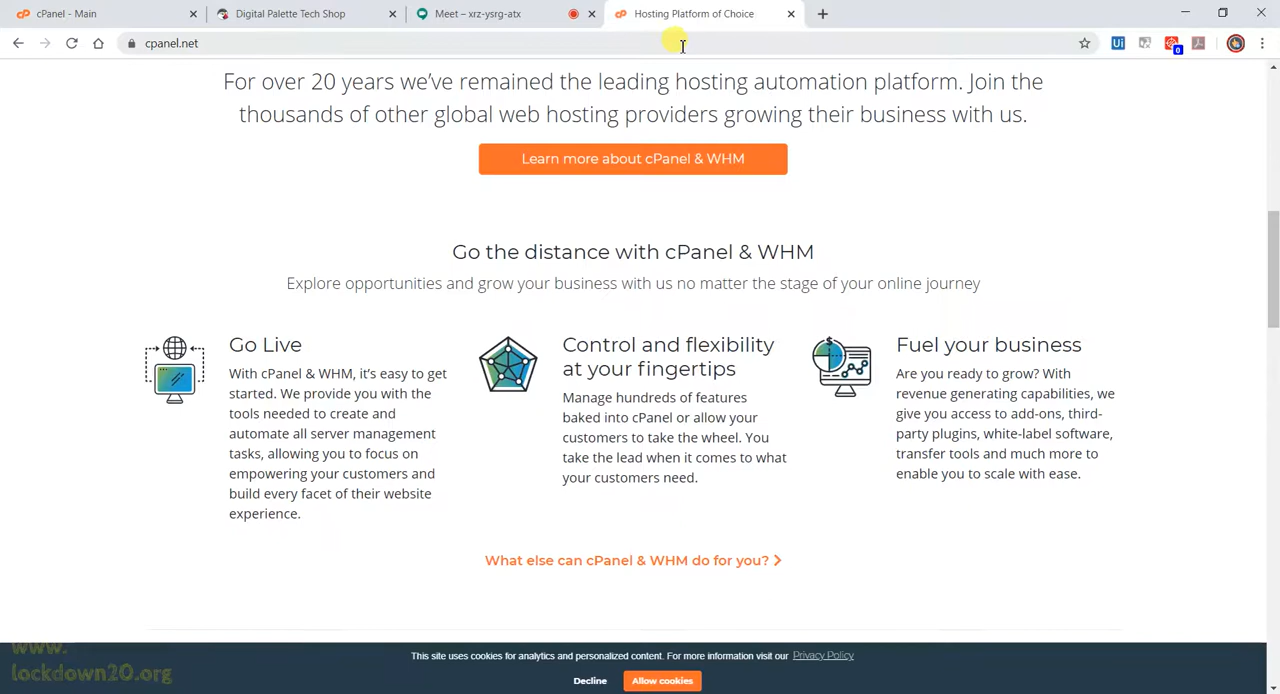 cPanel - Main
Digital Palette Tech Shop
Meet – xrz-ysrg-atx
Hosting Platform of Choice
cpanel.net
Ui
0
For over 20 years we've remained the leading hosting automation platform. Join the
thousands of other global web hosting providers growing their business with us.
Learn more about cPanel & WHM
Go the distance with cPanel & WHM
Explore opportunities and grow your business with us no matter the stage of your online journey
Go Live
With cPanel & WHM, it's easy to get
started. We provide you with the
tools needed to create and
automate all server management
tasks, allowing you to focus on
empowering your customers and
build every facet of their website
experience.
Control and flexibility
at your fingertips
Manage hundreds of features
baked into cPanel or allow your
customers to take the wheel. You
take the lead when it comes to what
your customers need.
Fuel your business
Are you ready to grow? With
revenue generating capabilities, we
give you access to add-ons, third-
party plugins, white-label software,
transfer tools and much more to
enable you to scale with ease.
What else can cPanel & WHM do for you?
This site uses cookies for analytics and personalized content. For more information visit our Privacy Policy
Decline
Allow cookies
www.
lockdown20.org